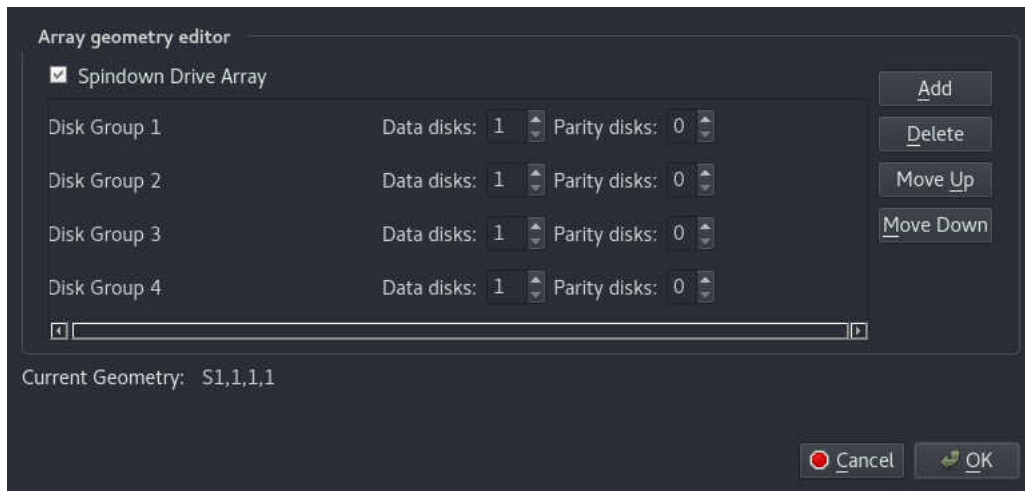 Array geometry editor
Spindown Drive Array
Add
Disk Group 1 Data disks: 1 Parity disks: 0
Delete
Disk Group 2 Data disks: 1 Parity disks: 0
Move Up
Disk Group 3 Data disks: 1 Parity disks: 0
Move Down
Disk Group 4 Data disks: 1 Parity disks: 0
Current Geometry: S1,1,1,1
Cancel OK